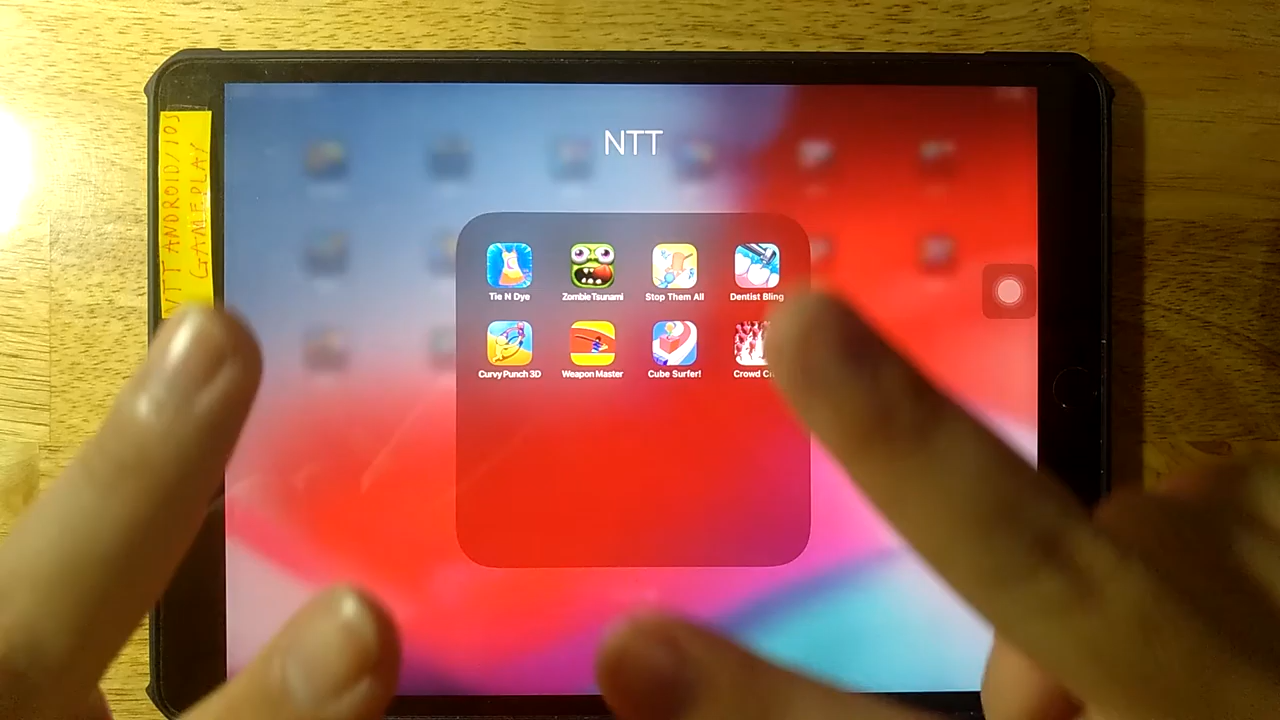 NTT
Tie N Dye
Zombie Tsunami
Stop Them All
Dentist Bling
Curvy Punch 3D
Weapon Master
Cube Surfer!
Crowd
NTT ANDROID/IOS
GAMEPLAY